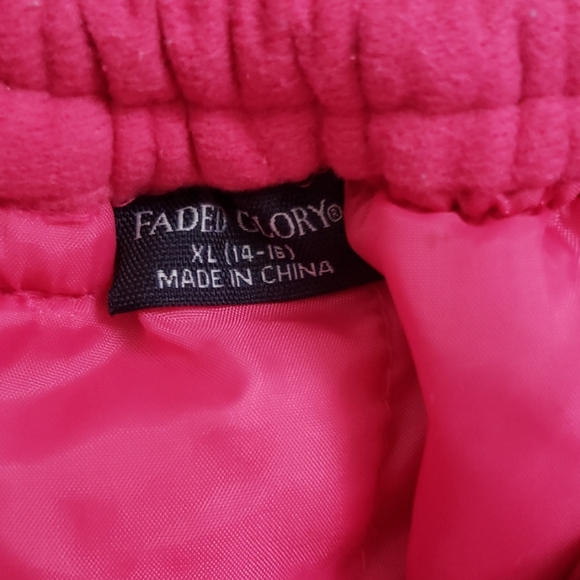 FADED GLORY®
XL (14-16)
MADE IN CHINA